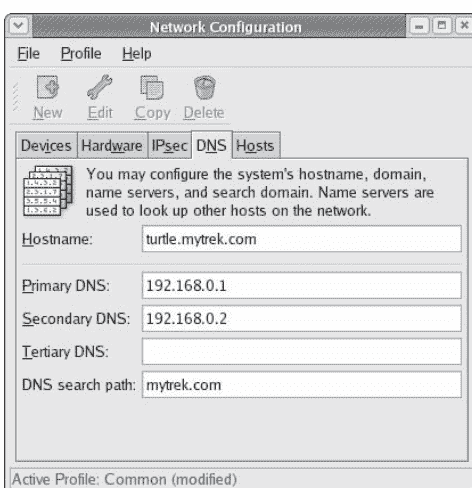 Network Configuration
File Profile Help
New Edit Copy Delete
Devices Hardware IPsec DNS Hosts
You may configure the system's hostname, domain,
name servers, and search domain. Name servers are
used to look up other hosts on the network.
Hostname: turtle.mytrek.com
Primary DNS: 192.168.0.1
Secondary DNS: 192.168.0.2
Tertiary DNS:
DNS search path: mytrek.com
Active Profile: Common (modified)